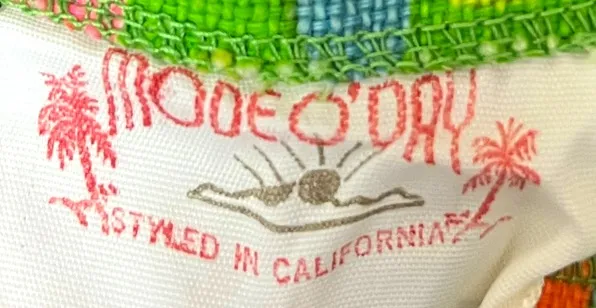 MODE O'DAY
STYLED IN CALIFORNIA